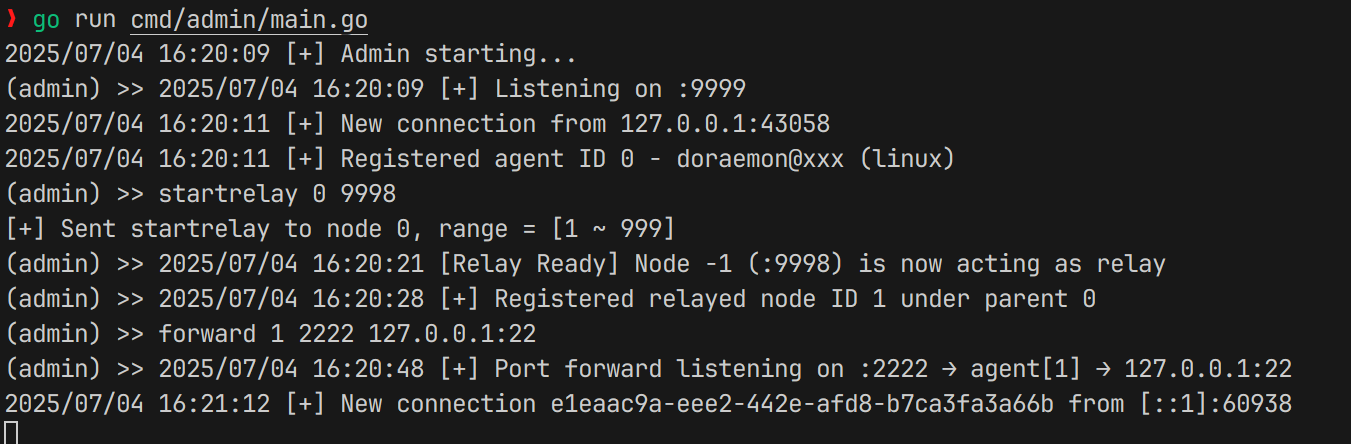 ❯ go run cmd/admin/main.go
2025/07/04 16:20:09 [+] Admin starting...
(admin) >> 2025/07/04 16:20:09 [+] Listening on :9999
2025/07/04 16:20:11 [+] New connection from 127.0.0.1:43058
2025/07/04 16:20:11 [+] Registered agent ID 0 - doraemon@xxx (linux)
(admin) >> startrelay 0 9998
[+] Sent startrelay to node 0, range = [1 ~ 999]
(admin) >> 2025/07/04 16:20:21 [Relay Ready] Node -1 (:9998) is now acting as relay
(admin) >> 2025/07/04 16:20:28 [+] Registered relayed node ID 1 under parent 0
(admin) >> forward 1 2222 127.0.0.1:22
(admin) >> 2025/07/04 16:20:48 [+] Port forward listening on :2222 → agent[1] → 127.0.0.1:22
2025/07/04 16:21:12 [+] New connection e1eaac9a-eee2-442e-afd8-b7ca3fa3a66b from [::1]:60938